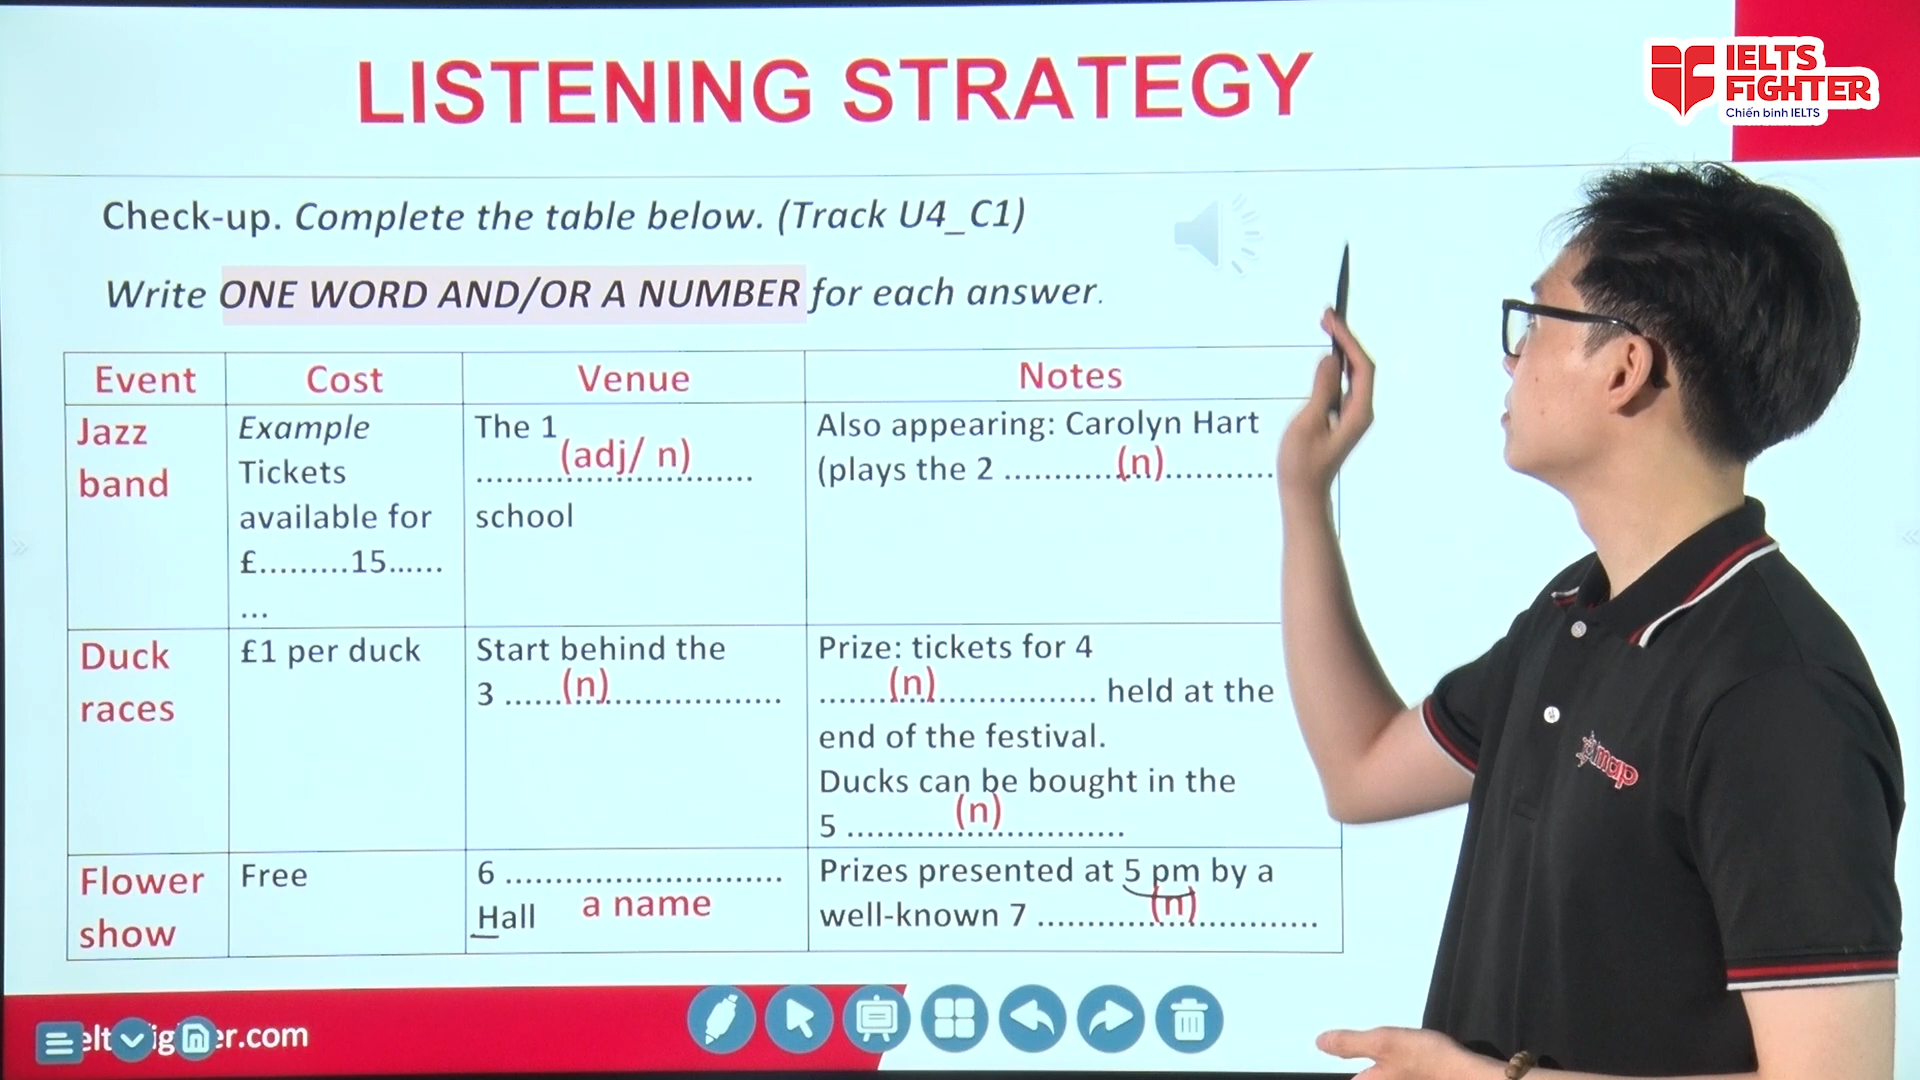 LISTENING STRATEGY
IELTS
FIGHTER
Chiến binh IELTS
Check-up. Complete the table below. (Track U4_C1)
Write ONE WORD AND/OR A NUMBER for each answer.
Event Cost Venue Notes
Jazz
band
Example
Tickets
available for
£.........15......
...
The 1
(adj/ n)
............................
school
Also appearing: Carolyn Hart
(plays the 2 ............(n)............
Duck
races
£1 per duck
Start behind the
3 ......(n)......................
Prize: tickets for 4
.......(n)..................... held at the
end of the festival.
Ducks can be bought in the
(n)
5 ............................
Flower
show
Free
6 ............................
Hall a name
Prizes presented at 5 pm by a
well-known 7 ............(n)............
er.com
map